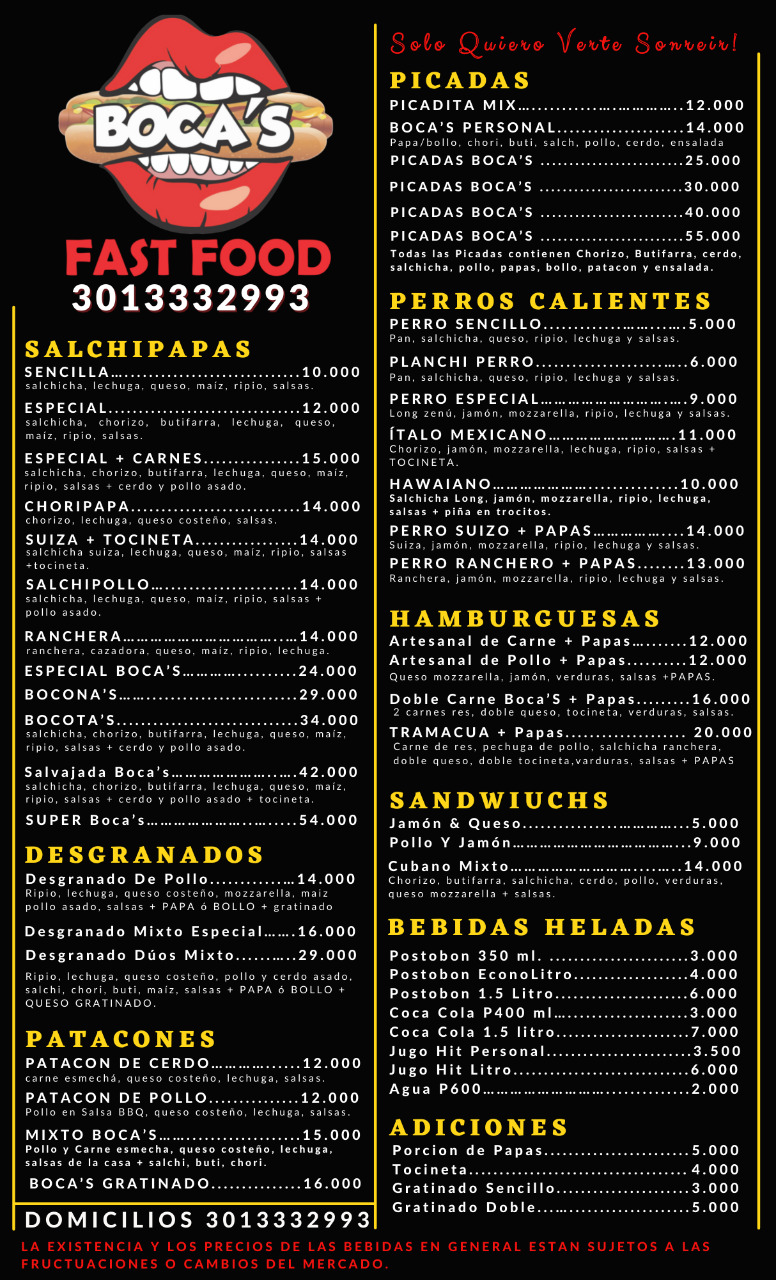 BOCA'S
FAST FOOD
3013332993
SALCHIPAPAS
SENCILLA.............................10.000
salchicha, lechuga, queso, maíz, ripio, salsas.
ESPECIAL...............................12.000
salchicha, chorizo, butifarra, lechuga, queso,
maíz, ripio, salsas.
ESPECIAL + CARNES................15.000
salchicha, chorizo, butifarra, lechuga, queso, maíz,
ripio, salsas + cerdo y pollo asado.
CHORIPAPA...........................14.000
chorizo, lechuga, queso costeño, salsas.
SUIZA + TOCINETA.................14.000
salchicha suiza, lechuga, queso, maíz, ripio, salsas
+tocineta.
SALCHIPOLLO........................14.000
salchicha, lechuga, queso, maíz, ripio, salsas +
pollo asado.
RANCHERA............................14.000
ranchera, cazadora, queso, maíz, ripio, lechuga.
ESPECIAL BOCA'S...................24.000
BOCONA'S.............................29.000
BOCOTA'S.............................34.000
salchicha, chorizo, butifarra, lechuga, queso, maíz,
ripio, salsas + cerdo y pollo asado.
Salvajada Boca's.....................42.000
salchicha, chorizo, butifarra, lechuga, queso, maíz,
ripio, salsas + cerdo y pollo asado + tocineta.
SUPER Boca's........................54.000
DESGRANADOS
Desgranado De Pollo..............14.000
Ripio, lechuga, queso costeño, mozzarella, maiz
pollo asado, salsas + PAPA ó BOLLO + gratinado
Desgranado Mixto Especial.......16.000
Desgranado Dúos Mixto...........29.000
Ripio, lechuga, queso costeño, pollo y cerdo asado,
salchi, chori, buti, maíz, salsas + PAPA ó BOLLO +
QUESO GRATINADO.
PATACONES
PATACON DE CERDO...............12.000
carne esmechá, queso costeño, lechuga, salsas.
PATACON DE POLLO...............12.000
Pollo en Salsa BBQ, queso costeño, lechuga, salsas.
MIXTO BOCA'S.......................15.000
Pollo y Carne esmecha, queso costeño, lechuga,
salsas de la casa + salchi, buti, chori.
BOCA'S GRATINADO...............16.000
DOMICILIOS 3013332993
Solo Quiero Verte Sonreir!
PICADAS
PICADITA MIX.........................12.000
BOCA'S PERSONAL.....................14.000
Papa/bollo, chori, buti, salch, pollo, cerdo, ensalada
PICADAS BOCA'S ........................25.000
PICADAS BOCA'S ........................30.000
PICADAS BOCA'S ........................40.000
PICADAS BOCA'S ........................55.000
Todas las Picadas contienen Chorizo, Butifarra, cerdo,
salchicha, pollo, papas, bollo, patacon y ensalada.
PERROS CALIENTES
PERRO SENCILLO.......................5.000
Pan, salchicha, queso, ripio, lechuga y salsas.
PLANCHI PERRO.........................6.000
Pan, salchicha, queso, ripio, lechuga y salsas.
PERRO ESPECIAL........................9.000
Long zenú, jamón, mozzarella, ripio, lechuga y salsas.
ÍTALO MEXICANO........................11.000
Chorizo, jamón, mozzarella, lechuga, ripio, salsas +
TOCINETA.
HAWAIANO..............................10.000
Salchicha Long, jamón, mozzarella, ripio, lechuga,
salsas + piña en trocitos.
PERRO SUIZO + PAPAS...............14.000
Suiza, jamón, mozzarella, ripio, lechuga y salsas.
PERRO RANCHERO + PAPAS........13.000
Ranchera, jamón, mozzarella, ripio, lechuga y salsas.
HAMBURGUESAS
Artesanal de Carne + Papas........12.000
Artesanal de Pollo + Papas..........12.000
Queso mozzarella, jamón, verduras, salsas +PAPAS.
Doble Carne Boca'S + Papas.........16.000
2 carnes res, doble queso, tocineta, verduras, salsas.
TRAMACUA + Papas.................. 20.000
Carne de res, pechuga de pollo, salchicha ranchera,
doble queso, doble tocineta,varduras, salsas + PAPAS
SANDWIUCHS
Jamón & Queso..........................5.000
Pollo Y Jamón............................9.000
Cubano Mixto............................14.000
Chorizo, butifarra, salchicha, cerdo, pollo, verduras,
queso mozzarella + salsas.
BEBIDAS HELADAS
Postobon 350 ml. .......................3.000
Postobon EconoLitro...................4.000
Postobon 1.5 Litro......................6.000
Coca Cola P400 ml......................3.000
Coca Cola 1.5 litro......................7.000
Jugo Hit Personal........................3.500
Jugo Hit Litro.............................6.000
Agua P600.................................2.000
ADICIONES
Porcion de Papas........................5.000
Tocineta.................................... 4.000
Gratinado Sencillo......................3.000
Gratinado Doble.........................5.000
LA EXISTENCIA Y LOS PRECIOS DE LAS BEBIDAS EN GENERAL ESTAN SUJETOS A LAS
FRUCTUACIONES O CAMBIOS DEL MERCADO.